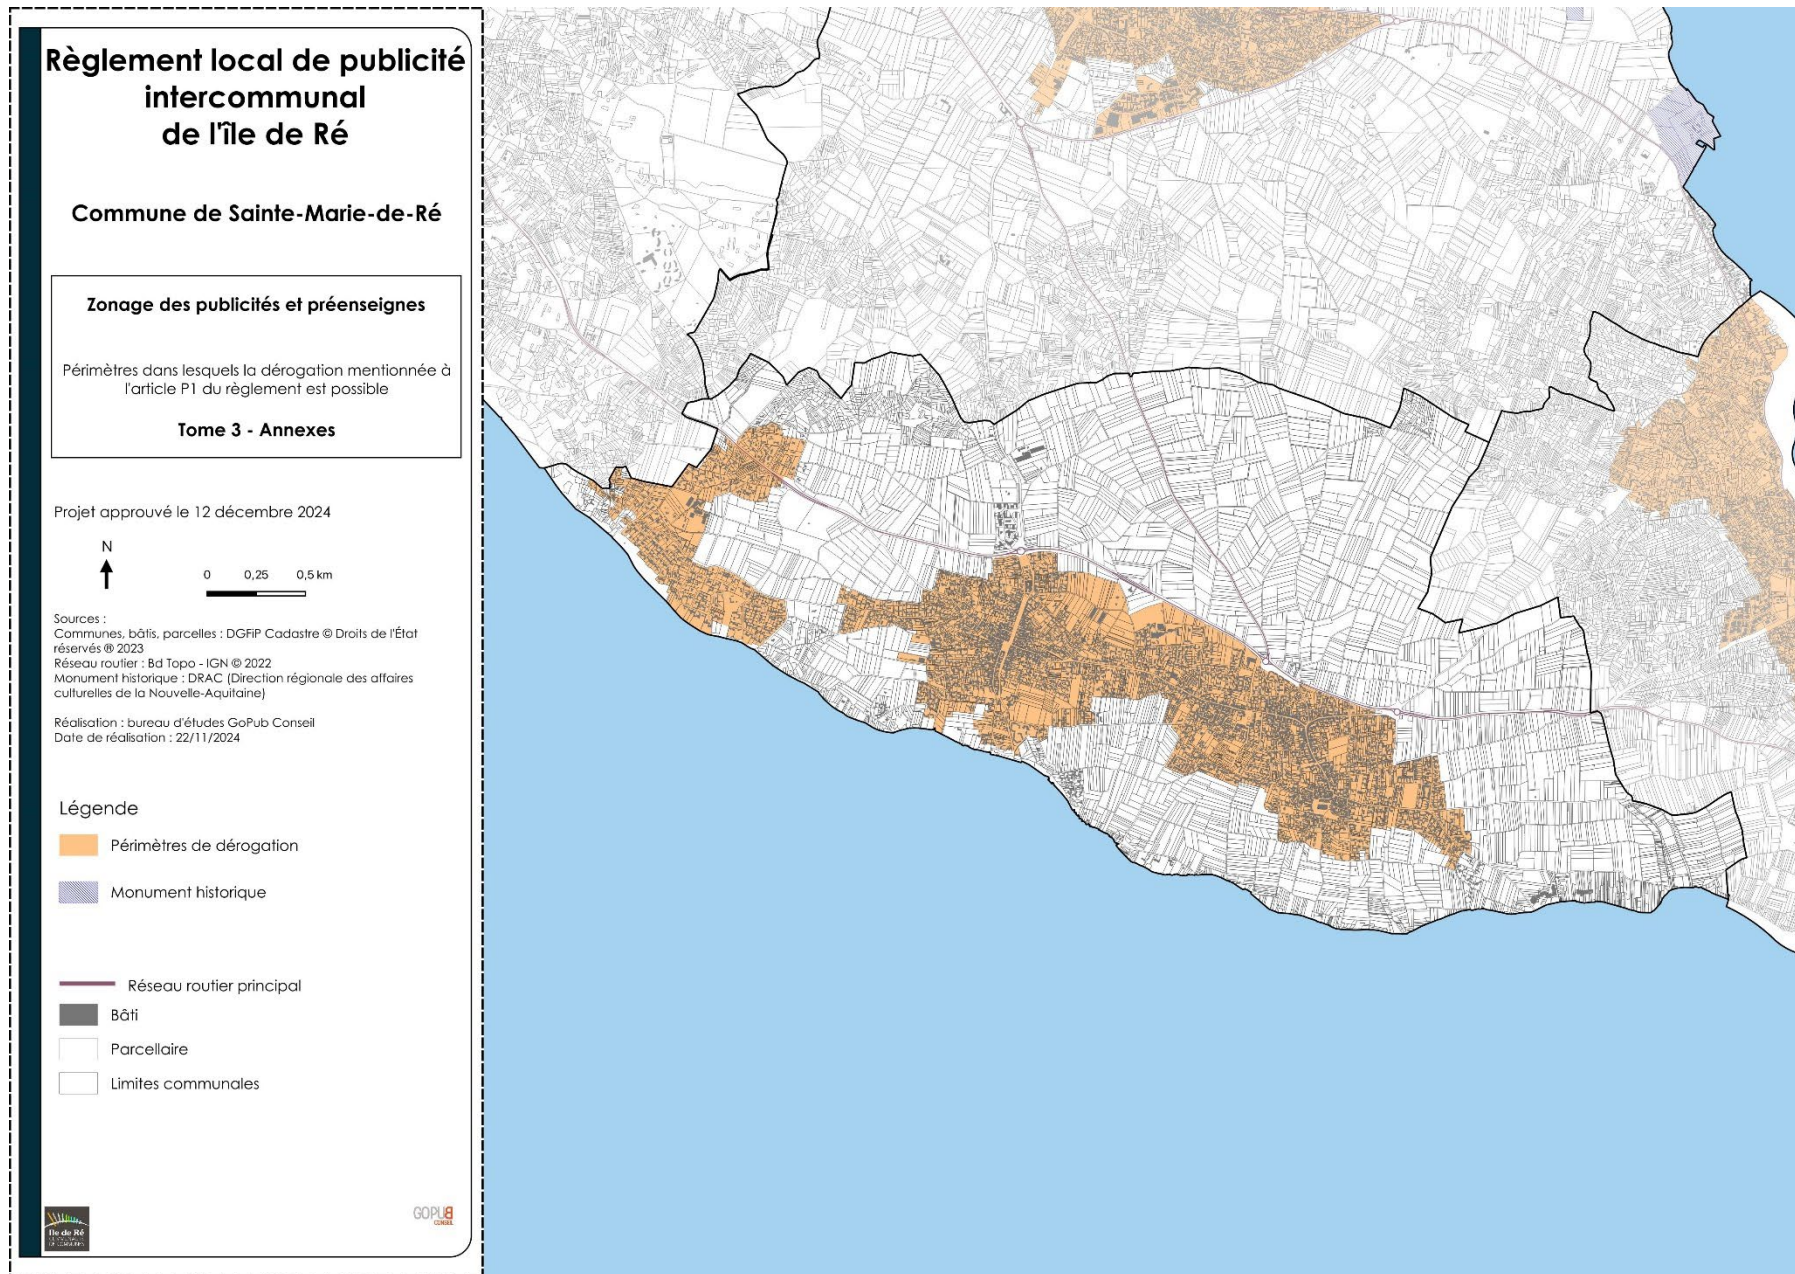 Règlement local de publicité
intercommunal
de l'île de Ré
Commune de Sainte-Marie-de-Ré
Zonage des publicités et préenseignes
Périmètres dans lesquels la dérogation mentionnée à
l'article P1 du règlement est possible
Tome 3 - Annexes
Projet approuvé le 12 décembre 2024
N
0 0,25 0,5 km
Sources :
Communes, bâtis, parcelles : DGFiP Cadastre © Droits de l'État
réservés ® 2023
Réseau routier : Bd Topo - IGN © 2022
Monument historique : DRAC (Direction régionale des affaires
culturelles de la Nouvelle-Aquitaine)
Réalisation : bureau d'études GoPub Conseil
Date de réalisation : 22/11/2024
Légende
Périmètres de dérogation
Monument historique
Réseau routier principal
Bâti
Parcellaire
Limites communales
Ile de Ré
COMMUNAUTÉ
DE COMMUNES
GOPUB
CONSEIL